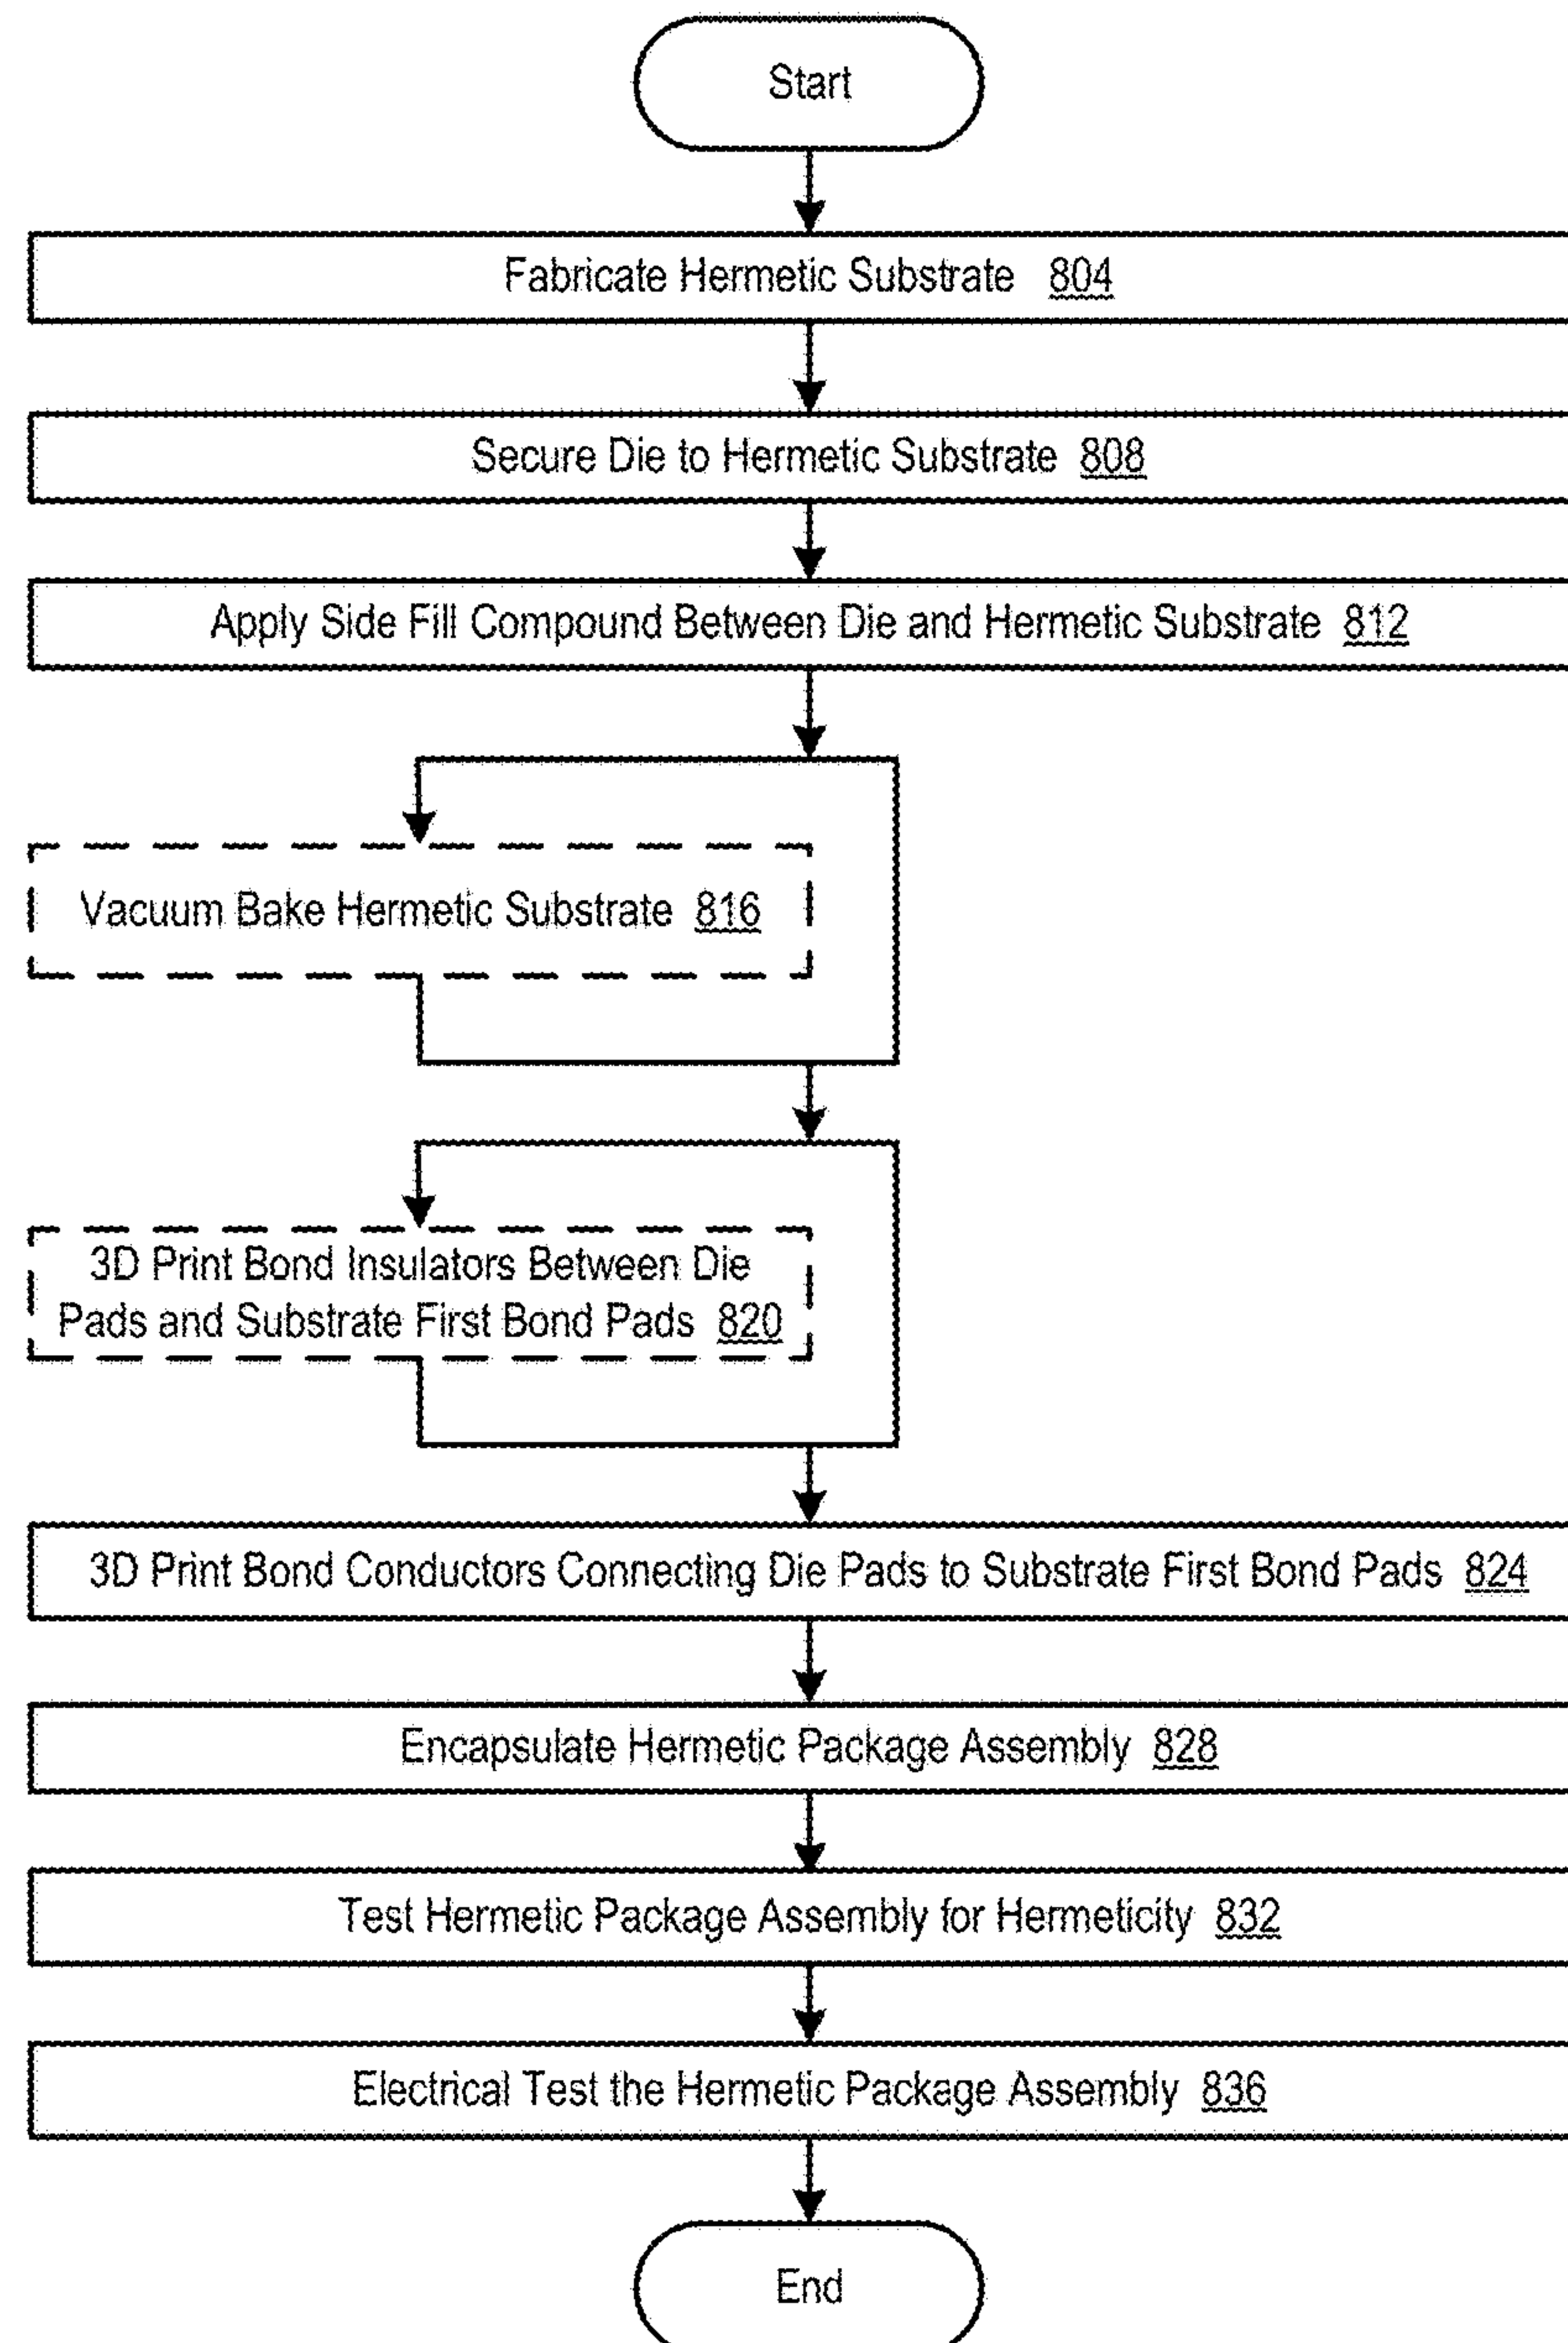 Start
Fabricate Hermetic Substrate 804
Secure Die to Hermetic Substrate 808
Apply Side Fill Compound Between Die and Hermetic Substrate 812
Vacuum Bake Hermetic Substrate 816
3D Print Bond Insulators Between Die
Pads and Substrate First Bond Pads 820
3D Print Bond Conductors Connecting Die Pads to Substrate First Bond Pads 824
Encapsulate Hermetic Package Assembly 828
Test Hermetic Package Assembly for Hermeticity 832
Electrical Test the Hermetic Package Assembly 836
End